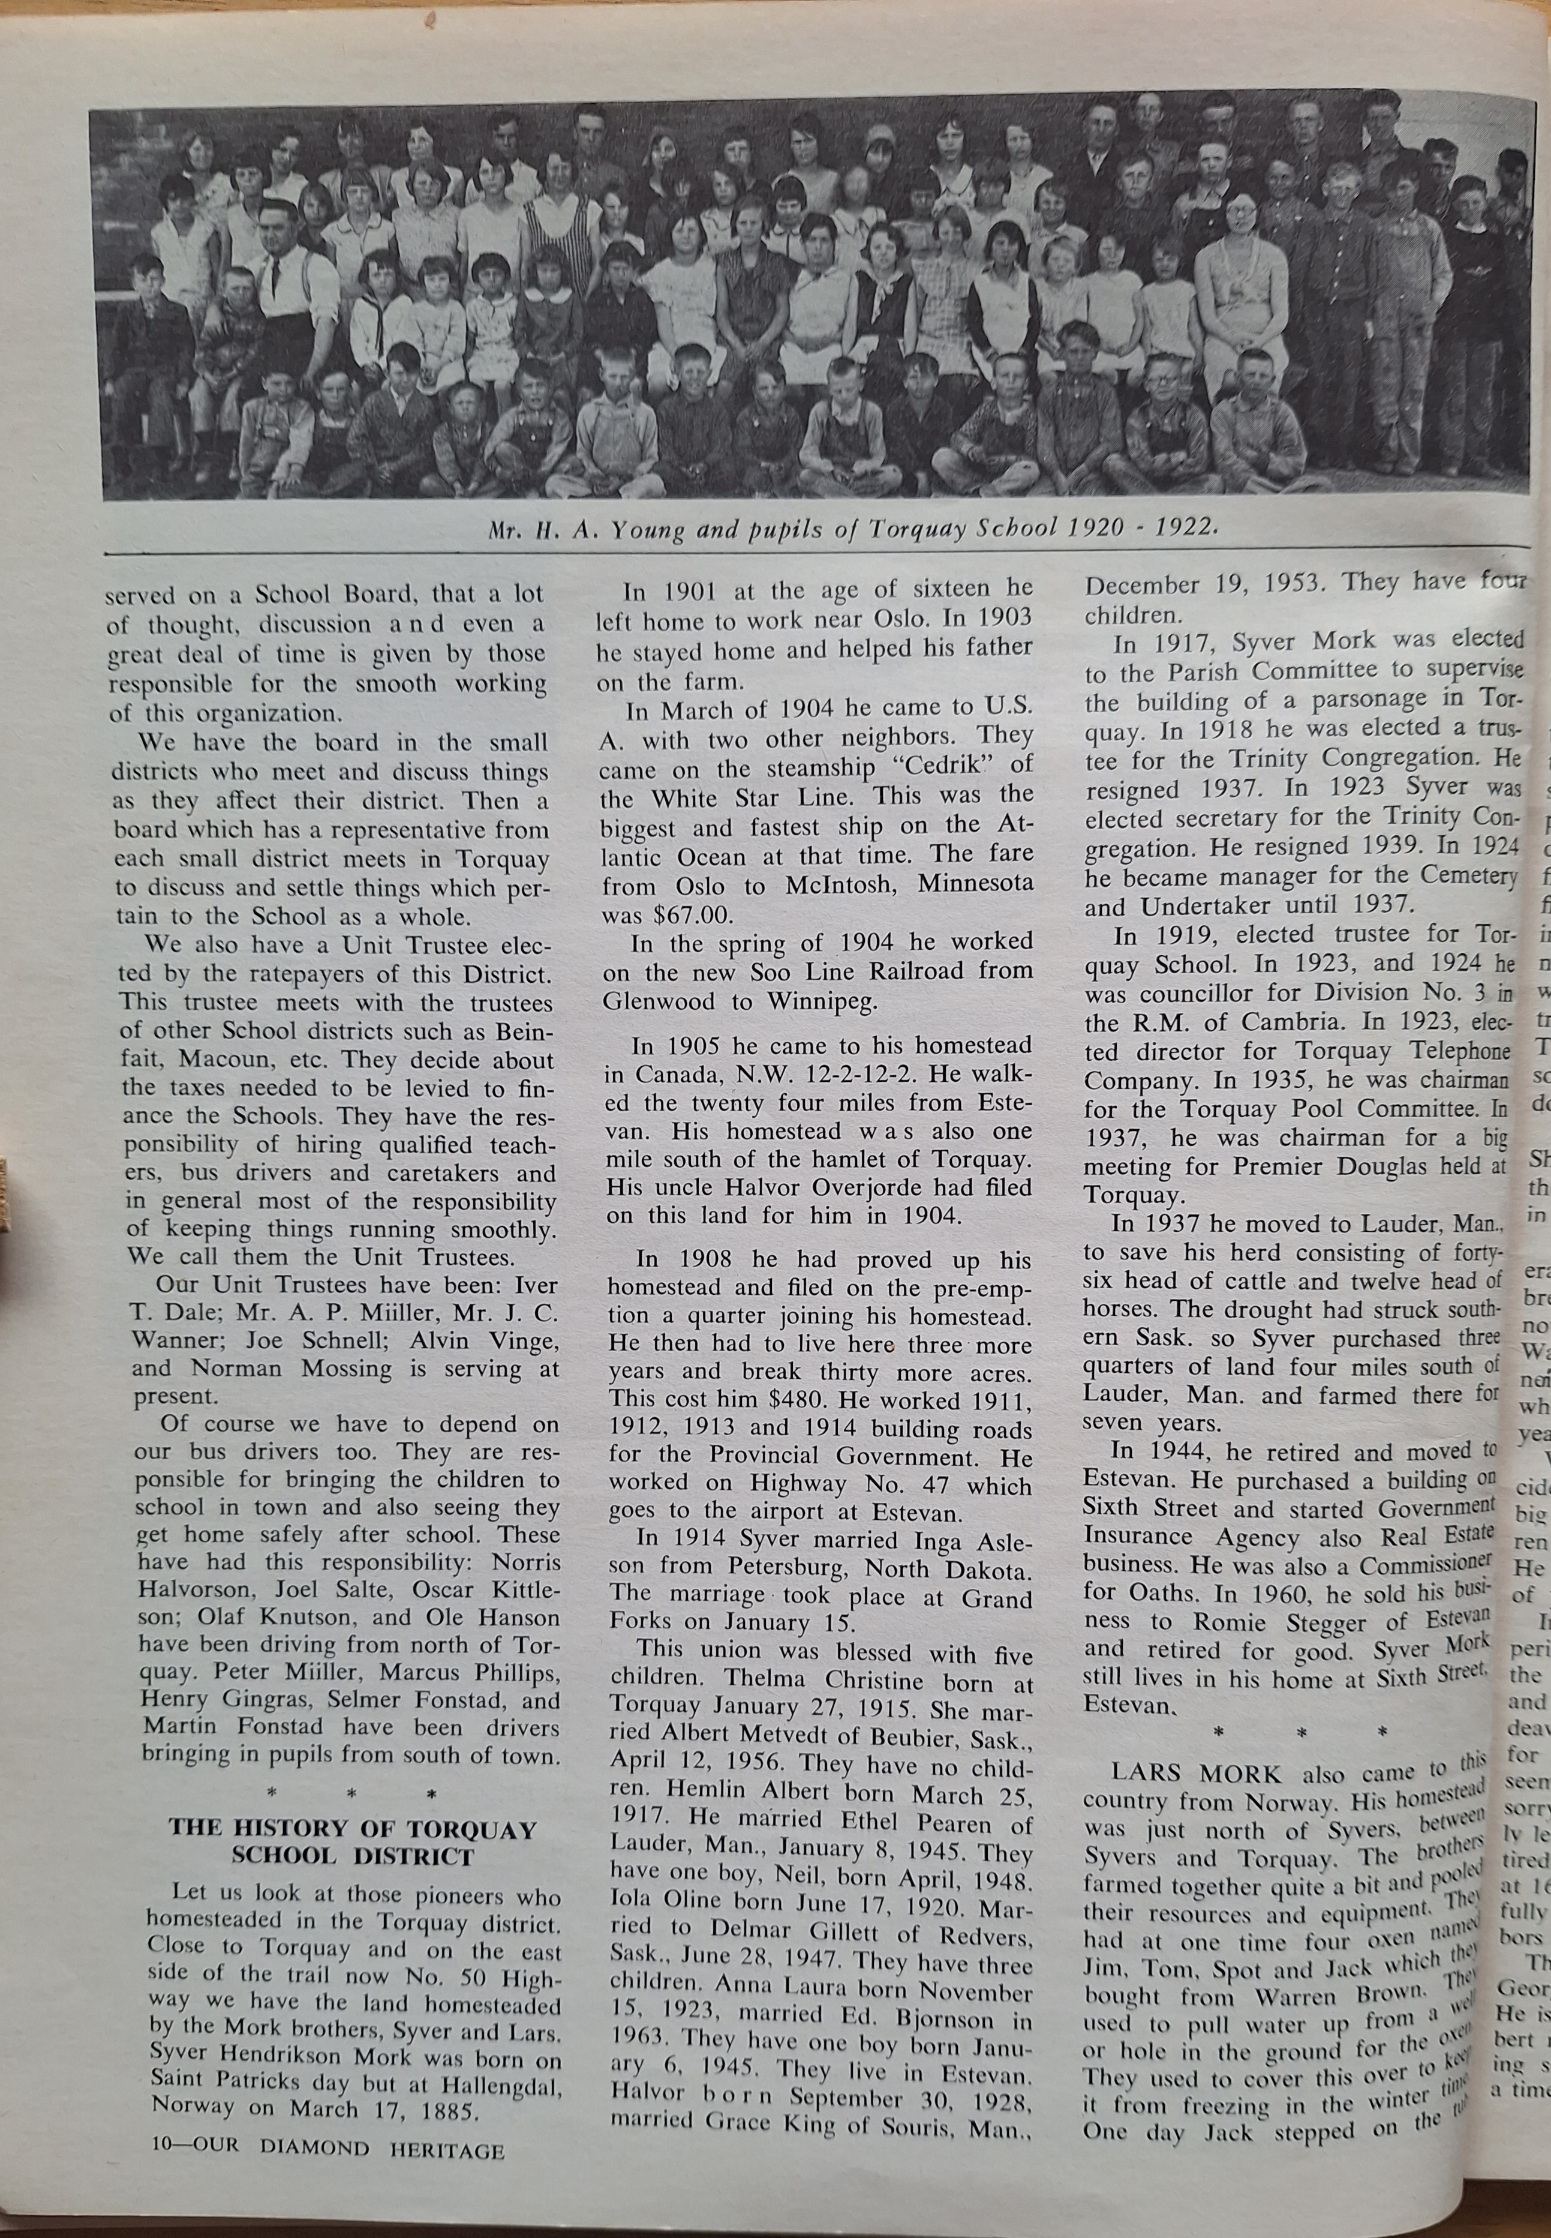 Mr. H. A. Young and pupils of Torquay School 1920 - 1922.
served on a School Board, that a lot
of thought, discussion and even a
great deal of time is given by those
responsible for the smooth working
of this organization.
We have the board in the small
districts who meet and discuss things
as they affect their district. Then a
board which has a representative from
each small district meets in Torquay
to discuss and settle things which per-
tain to the School as a whole.
We also have a Unit Trustee elec-
ted by the ratepayers of this District.
This trustee meets with the trustees
of other School districts such as Bein-
fait, Macoun, etc. They decide about
the taxes needed to be levied to fin-
ance the Schools. They have the res-
ponsibility of hiring qualified teach-
ers, bus drivers and caretakers and
in general most of the responsibility
of keeping things running smoothly.
We call them the Unit Trustees.
Our Unit Trustees have been: Iver
T. Dale; Mr. A. P. Miiller, Mr. J. C.
Wanner; Joe Schnell; Alvin Vinge,
and Norman Mossing is serving at
present.
Of course we have to depend on
our bus drivers too. They are res-
ponsible for bringing the children to
school in town and also seeing they
get home safely after school. These
have had this responsibility: Norris
Halvorson, Joel Salte, Oscar Kittle-
son; Olaf Knutson, and Ole Hanson
have been driving from north of Tor-
quay. Peter Miiller, Marcus Phillips,
Henry Gingras, Selmer Fonstad, and
Martin Fonstad have been drivers
bringing in pupils from south of town.
* * *
THE HISTORY OF TORQUAY
SCHOOL DISTRICT
Let us look at those pioneers who
homesteaded in the Torquay district.
Close to Torquay and on the east
side of the trail now No. 50 High-
way we have the land homesteaded
by the Mork brothers, Syver and Lars.
Syver Hendrikson Mork was born on
Saint Patricks day but at Hallengdal,
Norway on March 17, 1885.
10—OUR DIAMOND HERITAGE
In 1901 at the age of sixteen he
left home to work near Oslo. In 1903
he stayed home and helped his father
on the farm.
In March of 1904 he came to U.S.
A. with two other neighbors. They
came on the steamship "Cedrik" of
the White Star Line. This was the
biggest and fastest ship on the At-
lantic Ocean at that time. The fare
from Oslo to McIntosh, Minnesota
was $67.00.
In the spring of 1904 he worked
on the new Soo Line Railroad from
Glenwood to Winnipeg.
In 1905 he came to his homestead
in Canada, N.W. 12-2-12-2. He walk-
ed the twenty four miles from Este-
van. His homestead was also one
mile south of the hamlet of Torquay.
His uncle Halvor Overjorde had filed
on this land for him in 1904.
In 1908 he had proved up his
homestead and filed on the pre-emp-
tion a quarter joining his homestead.
He then had to live here three more
years and break thirty more acres.
This cost him $480. He worked 1911,
1912, 1913 and 1914 building roads
for the Provincial Government. He
worked on Highway No. 47 which
goes to the airport at Estevan.
In 1914 Syver married Inga Asle-
son from Petersburg, North Dakota.
The marriage took place at Grand
Forks on January 15.
This union was blessed with five
children. Thelma Christine born at
Torquay January 27, 1915. She mar-
ried Albert Metvedt of Beubier, Sask.,
April 12, 1956. They have no child-
ren. Hemlin Albert born March 25,
1917. He married Ethel Pearen of
Lauder, Man., January 8, 1945. They
have one boy, Neil, born April, 1948.
Iola Oline born June 17, 1920. Mar-
ried to Delmar Gillett of Redvers,
Sask., June 28, 1947. They have three
children. Anna Laura born November
15, 1923, married Ed. Bjornson in
1963. They have one boy born Janu-
ary 6, 1945. They live in Estevan.
Halvor born September 30, 1928,
married Grace King of Souris, Man.,
December 19, 1953. They have four
children.
In 1917, Syver Mork was elected
to the Parish Committee to supervise
the building of a parsonage in Tor-
quay. In 1918 he was elected a trus-
tee for the Trinity Congregation. He
resigned 1937. In 1923 Syver was
elected secretary for the Trinity Con-
gregation. He resigned 1939. In 1924
he became manager for the Cemetery
and Undertaker until 1937.
In 1919, elected trustee for Tor-
quay School. In 1923, and 1924 he
was councillor for Division No. 3 in
the R.M. of Cambria. In 1923, elec-
ted director for Torquay Telephone
Company. In 1935, he was chairman
for the Torquay Pool Committee. In
1937, he was chairman for a big
meeting for Premier Douglas held at
Torquay.
In 1937 he moved to Lauder, Man.,
to save his herd consisting of forty-
six head of cattle and twelve head of
horses. The drought had struck south-
ern Sask. so Syver purchased three
quarters of land four miles south of
Lauder, Man. and farmed there for
seven years.
In 1944, he retired and moved to
Estevan. He purchased a building on
Sixth Street and started Government
Insurance Agency also Real Estate
business. He was also a Commissioner
for Oaths. In 1960, he sold his busi-
ness to Romie Stegger of Estevan
and retired for good. Syver Mork
still lives in his home at Sixth Street,
Estevan.
* * *
LARS MORK also came to this
country from Norway. His homestead
was just north of Syvers, between
Syvers and Torquay. The brothers
farmed together quite a bit and pooled
their resources and equipment. They
had at one time four oxen named
Jim, Tom, Spot and Jack which they
bought from Warren Brown. They
used to pull water up from a well
or hole in the ground for the oxen
They used to cover this over to keep
it from freezing in the winter time
One day Jack stepped on the